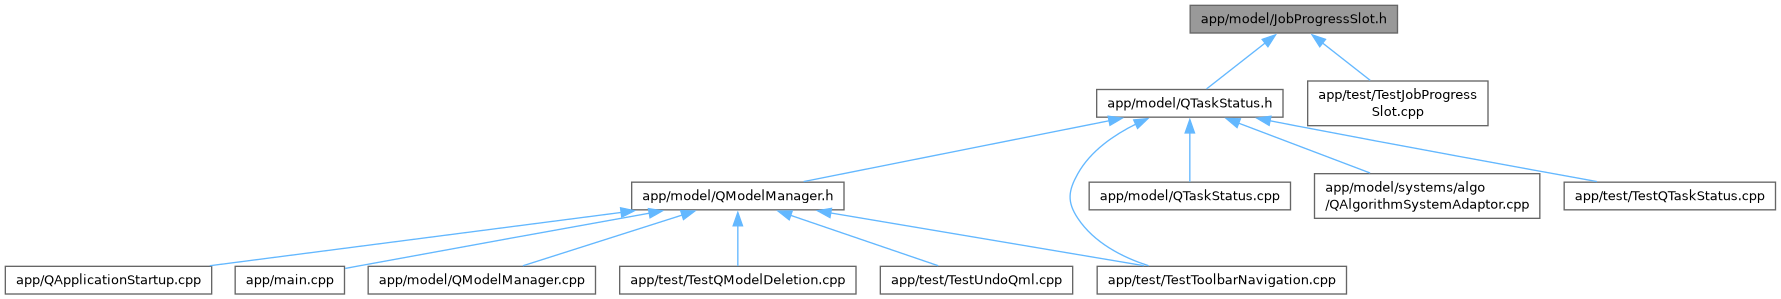 app/model/JobProgressSlot.h
app/model/QTaskStatus.h
app/test/TestJobProgress
Slot.cpp
app/model/QModelManager.h
app/model/QTaskStatus.cpp
app/model/systems/algo
/QAlgorithmSystemAdaptor.cpp
app/test/TestQTaskStatus.cpp
app/QApplicationStartup.cpp
app/main.cpp
app/model/QModelManager.cpp
app/test/TestQModelDeletion.cpp
app/test/TestUndoQml.cpp
app/test/TestToolbarNavigation.cpp